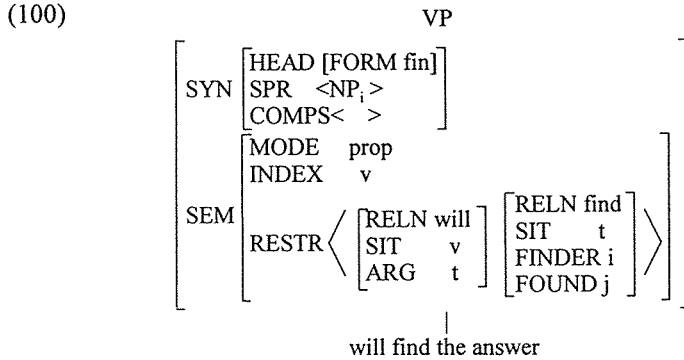 (100) VP
SYN [HEAD [FORM fin]
SPR <NPi>
COMPS< >]
SEM [MODE prop
INDEX v
RESTR < [RELN will
SIT v
ARG t] [RELN find
SIT t
FINDER i
FOUND j] >]
will find the answer